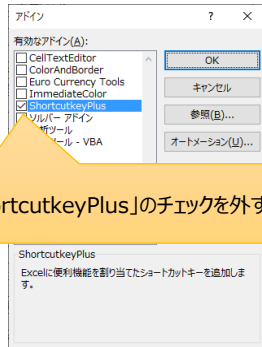 アドイン ? ×
有効なアドイン(A):
CellTextEditor
ColorAndBorder
Euro Currency Tools
ImmediateColor
ShortcutkeyPlus
ソルバー アドイン
ツール
ール - VBA
OK
キャンセル
参照(B)...
オートメーション(U)...
rtcutkeyPlus」のチェックを外す
ShortcutkeyPlus
Excelに便利機能を割り当てたショートカットキーを追加しま
す。